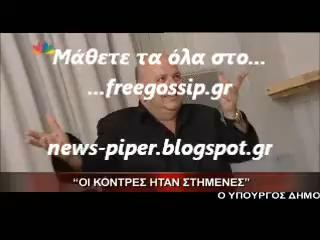 Μάθετε τα όλα στο...
...freegossip.gr
news-piper.blogspot.gr
“ΟΙ ΚΟΝΤΡΕΣ ΗΤΑΝ ΣΤΗΜΕΝΕΣ”
Ο ΥΠΟΥΡΓΟΣ ΔΗΜΟ